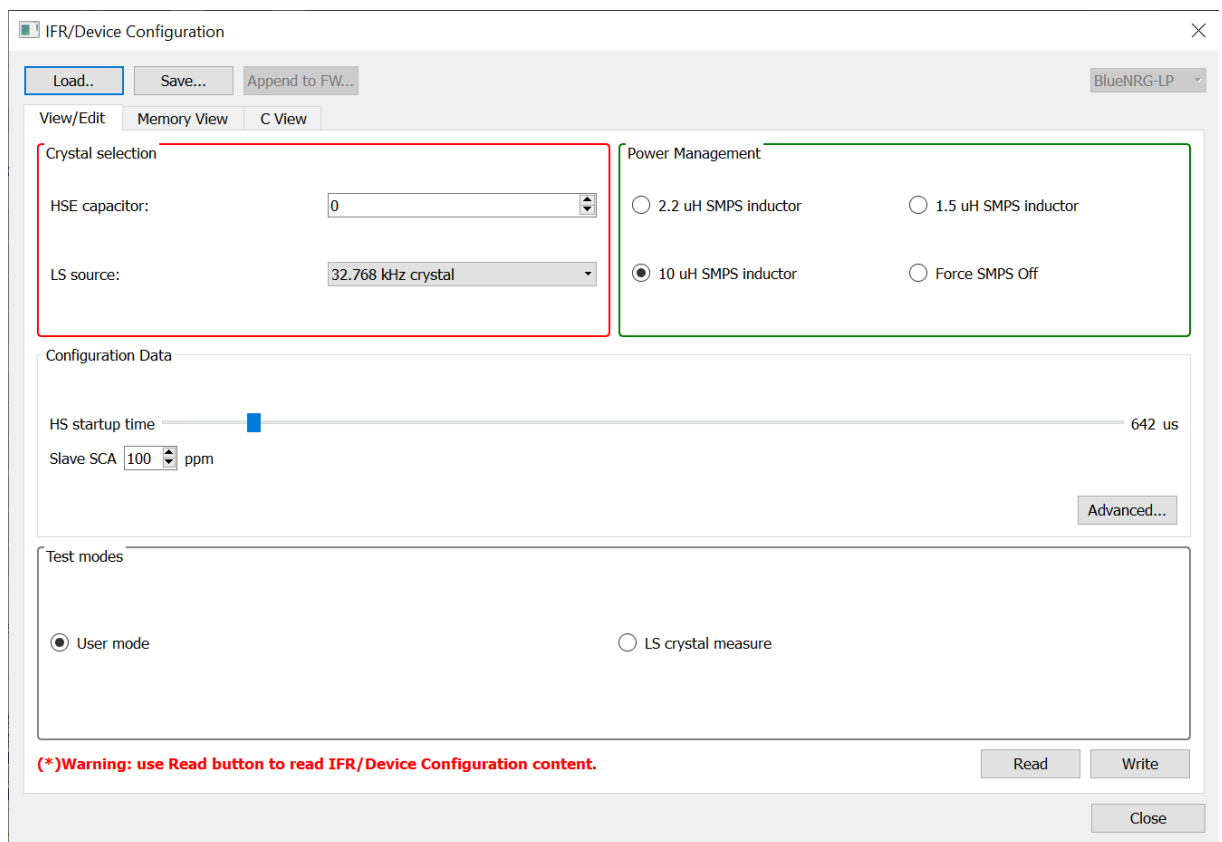 IFR/Device Configuration
Load..
Save...
Append to FW...
BlueNRG-LP
View/Edit
Memory View
C View
Crystal selection
HSE capacitor:
0
LS source:
32.768 kHz crystal
Power Management
2.2 uH SMPS inductor
1.5 uH SMPS inductor
10 uH SMPS inductor
Force SMPS Off
Configuration Data
HS startup time
642 us
Slave SCA 100 ppm
Advanced...
Test modes
User mode
LS crystal measure
(*)Warning: use Read button to read IFR/Device Configuration content.
Read
Write
Close